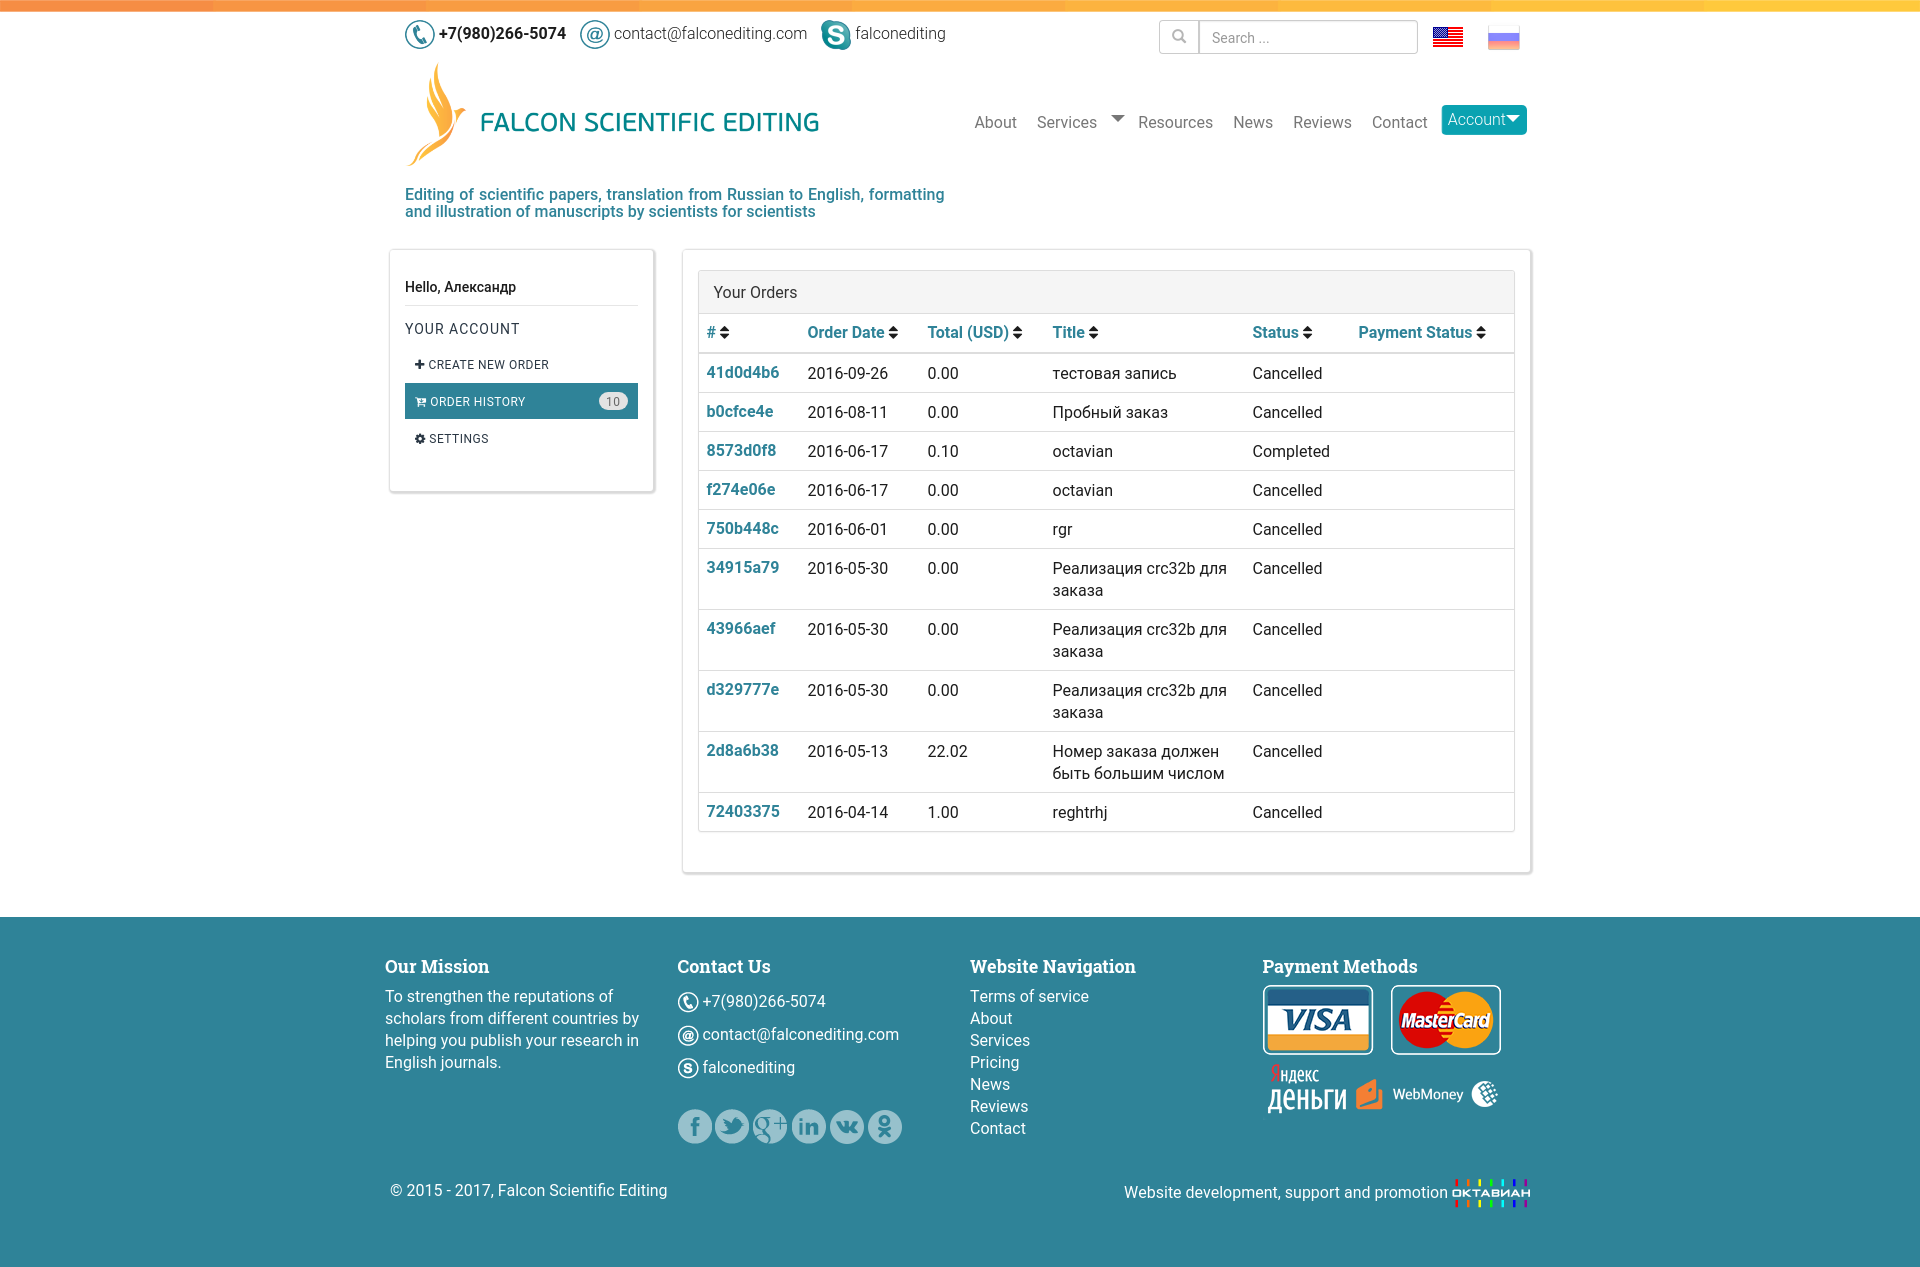 +7(980)266-5074 contact@falconediting.com falconediting Search ...
FALCON SCIENTIFIC EDITING
About Services Resources News Reviews Contact Account
Editing of scientific papers, translation from Russian to English, formatting
and illustration of manuscripts by scientists for scientists
Hello, Александр
YOUR ACCOUNT
CREATE NEW ORDER
ORDER HISTORY 10
SETTINGS
Your Orders
# Order Date Total (USD) Title Status Payment Status
41d0d4b6 2016-09-26 0.00 тестовая запись Cancelled
b0cfce4e 2016-08-11 0.00 Пробный заказ Cancelled
8573d0f8 2016-06-17 0.10 octavian Completed
f274e06e 2016-06-17 0.00 octavian Cancelled
750b448c 2016-06-01 0.00 rgr Cancelled
34915a79 2016-05-30 0.00 Реализация crc32b для Cancelled
заказа
43966aef 2016-05-30 0.00 Реализация crc32b для Cancelled
заказа
d329777e 2016-05-30 0.00 Реализация crc32b для Cancelled
заказа
2d8a6b38 2016-05-13 22.02 Номер заказа должен Cancelled
быть большим числом
72403375 2016-04-14 1.00 reghtrhj Cancelled
Our Mission
To strengthen the reputations of
scholars from different countries by
helping you publish your research in
English journals.
Contact Us
+7(980)266-5074
contact@falconediting.com
falconediting
Website Navigation
Terms of service
About
Services
Pricing
News
Reviews
Contact
Payment Methods
VISA MasterCard
Яндекс
деньги WebMoney
© 2015 - 2017, Falcon Scientific Editing
Website development, support and promotion ОКТАВИАН